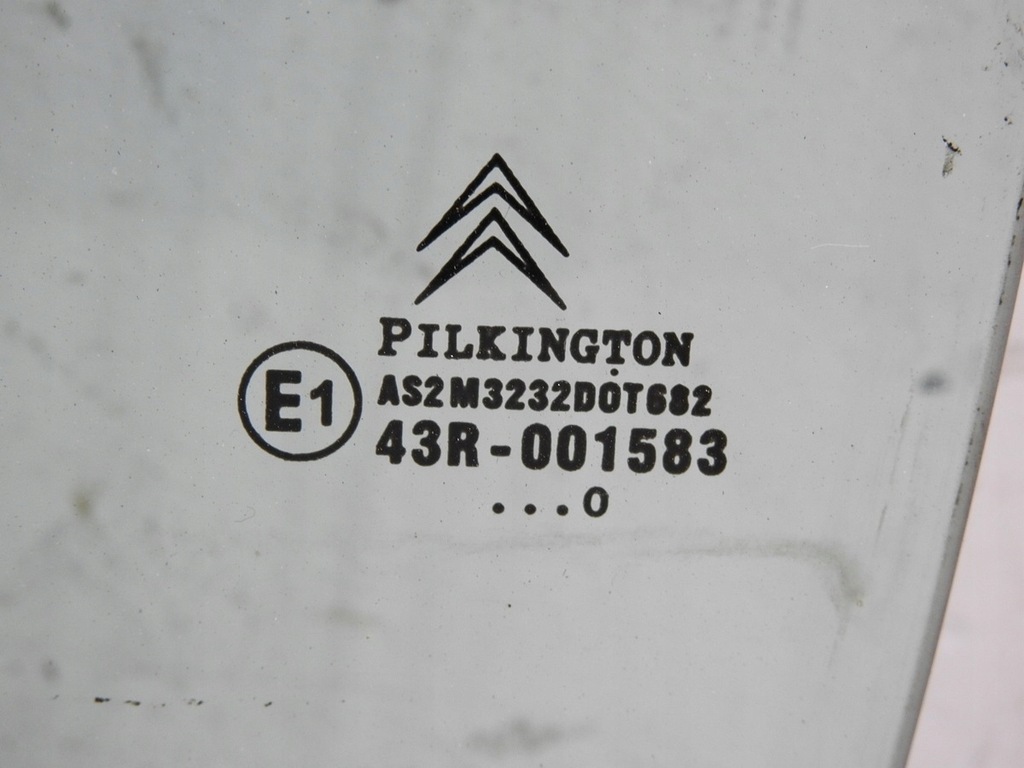 PILKINGTON
E1
AS2M3232DOT682
43R-001583
...0